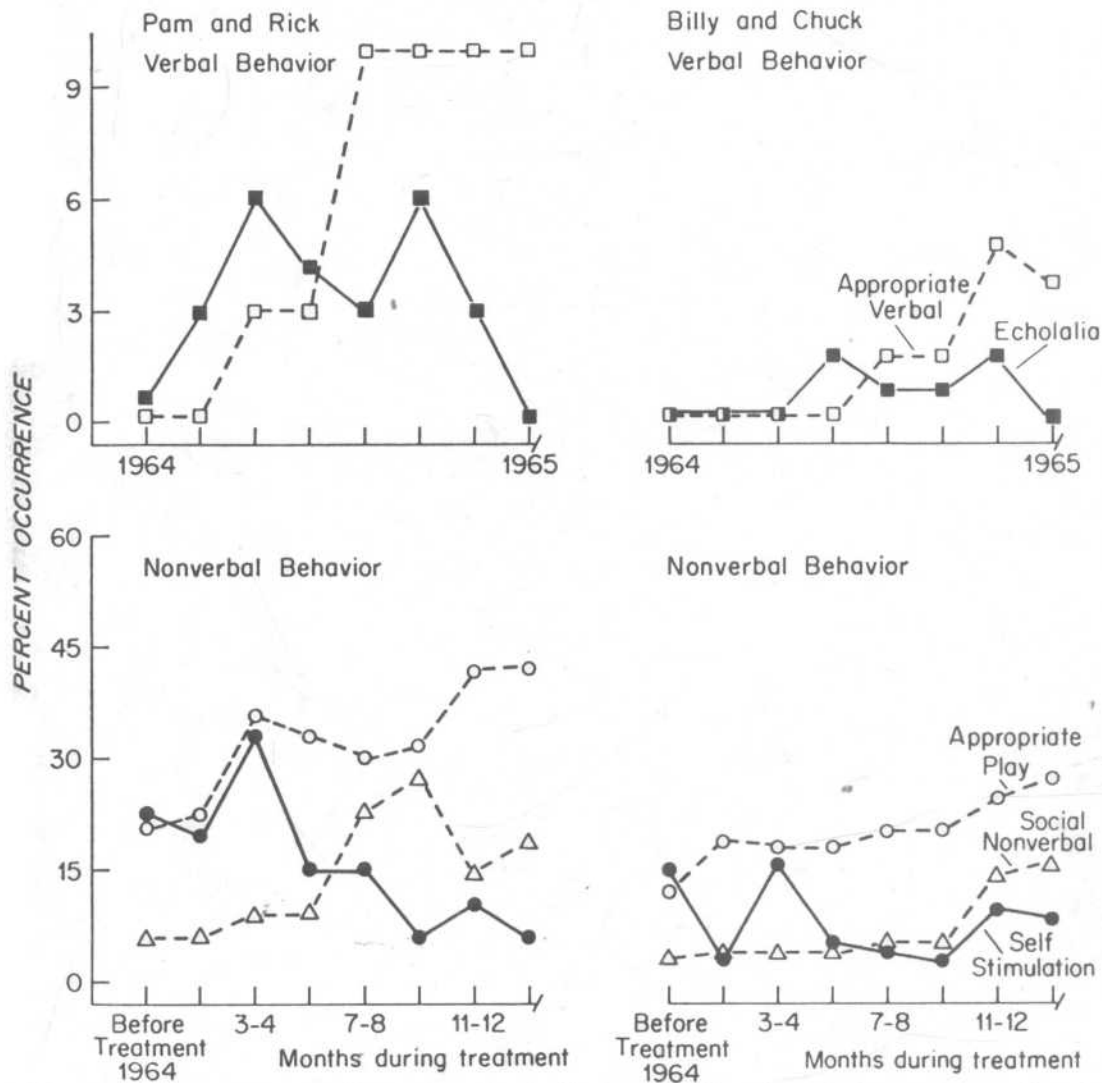 Pam and Rick
Verbal Behavior
Billy and Chuck
Verbal Behavior
PERCENT OCCURRENCE
9
6
3
0
1964
1965
Appropriate
Verbal
Echolalia
1964
1965
60
45
30
15
0
Nonverbal Behavior
Nonverbal Behavior
Appropriate
Play
Social
Nonverbal
Self
Stimulation
Before
Treatment
1964
3-4
7-8
11-12
Months during treatment
Before
Treatment
1964
3-4
7-8
11-12
Months during treatment